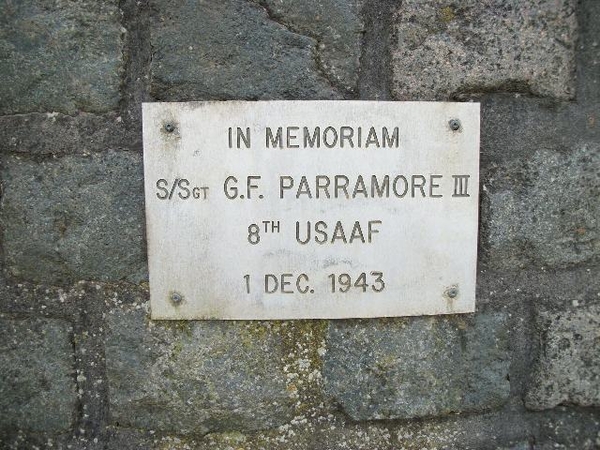 IN MEMORIAM
S/SGT G.F. PARRAMORE III
8TH USAAF
1 DEC. 1943